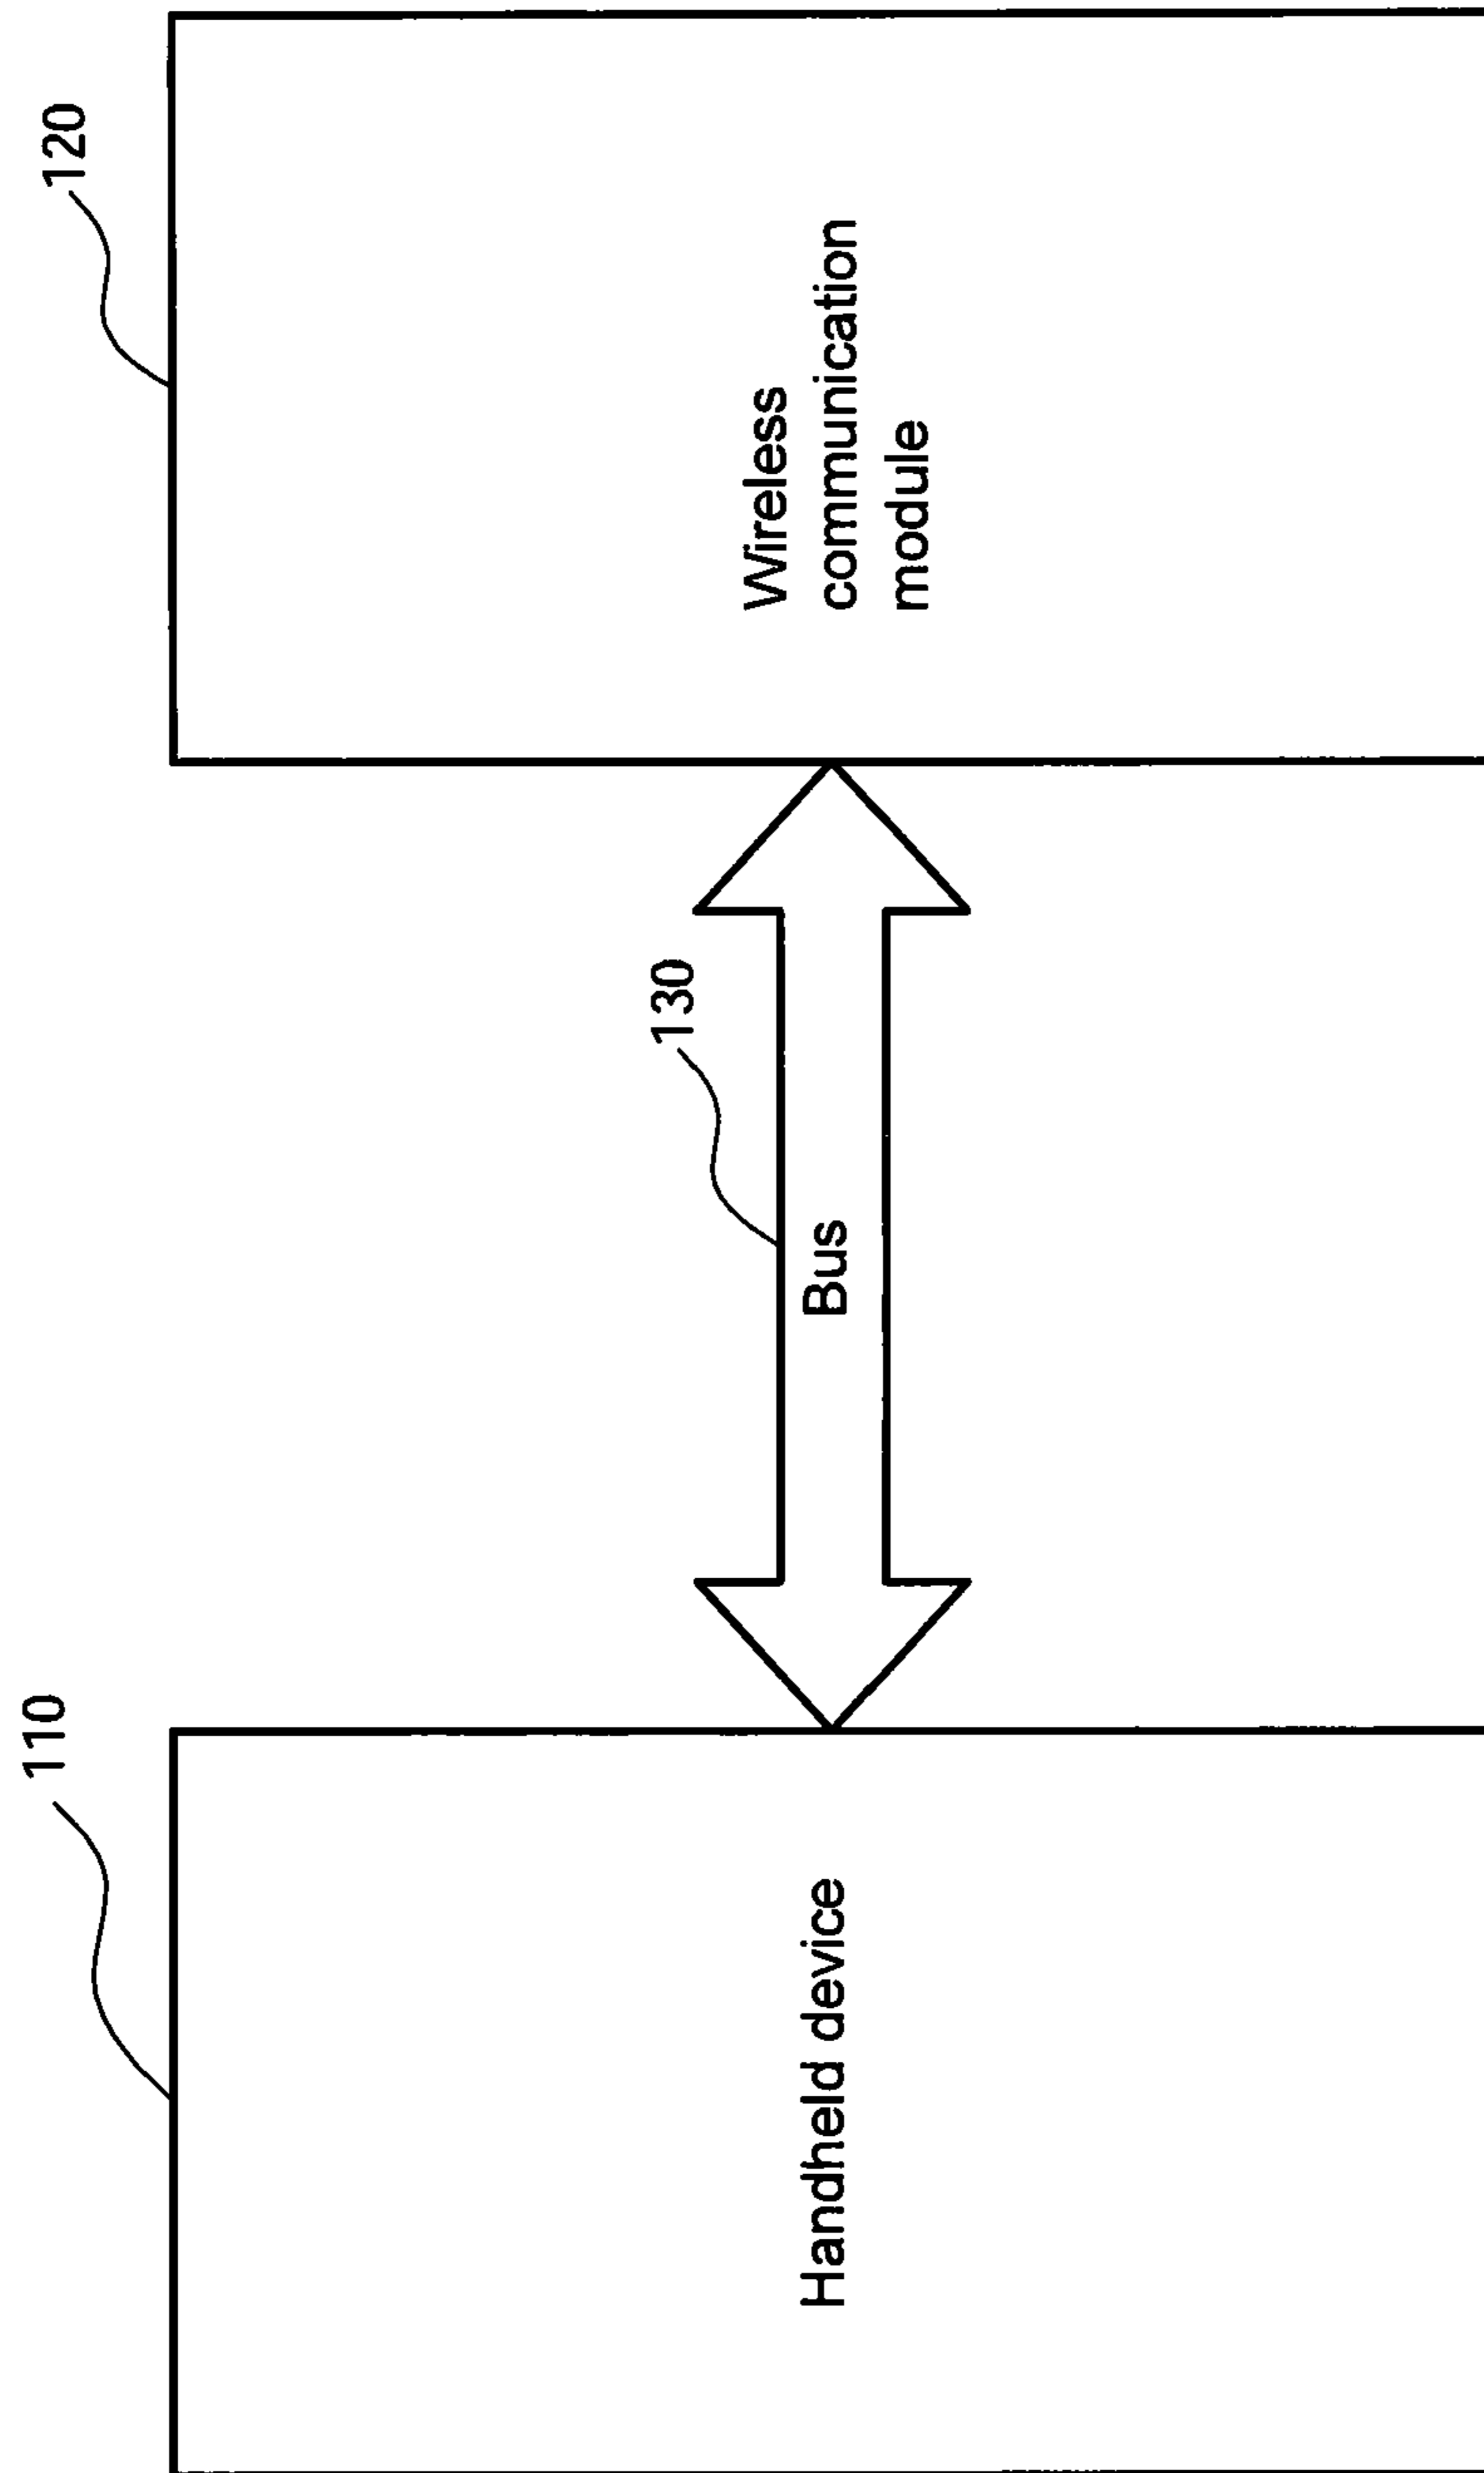 110
Handheld device
130
Bus
120
Wireless
communication
module